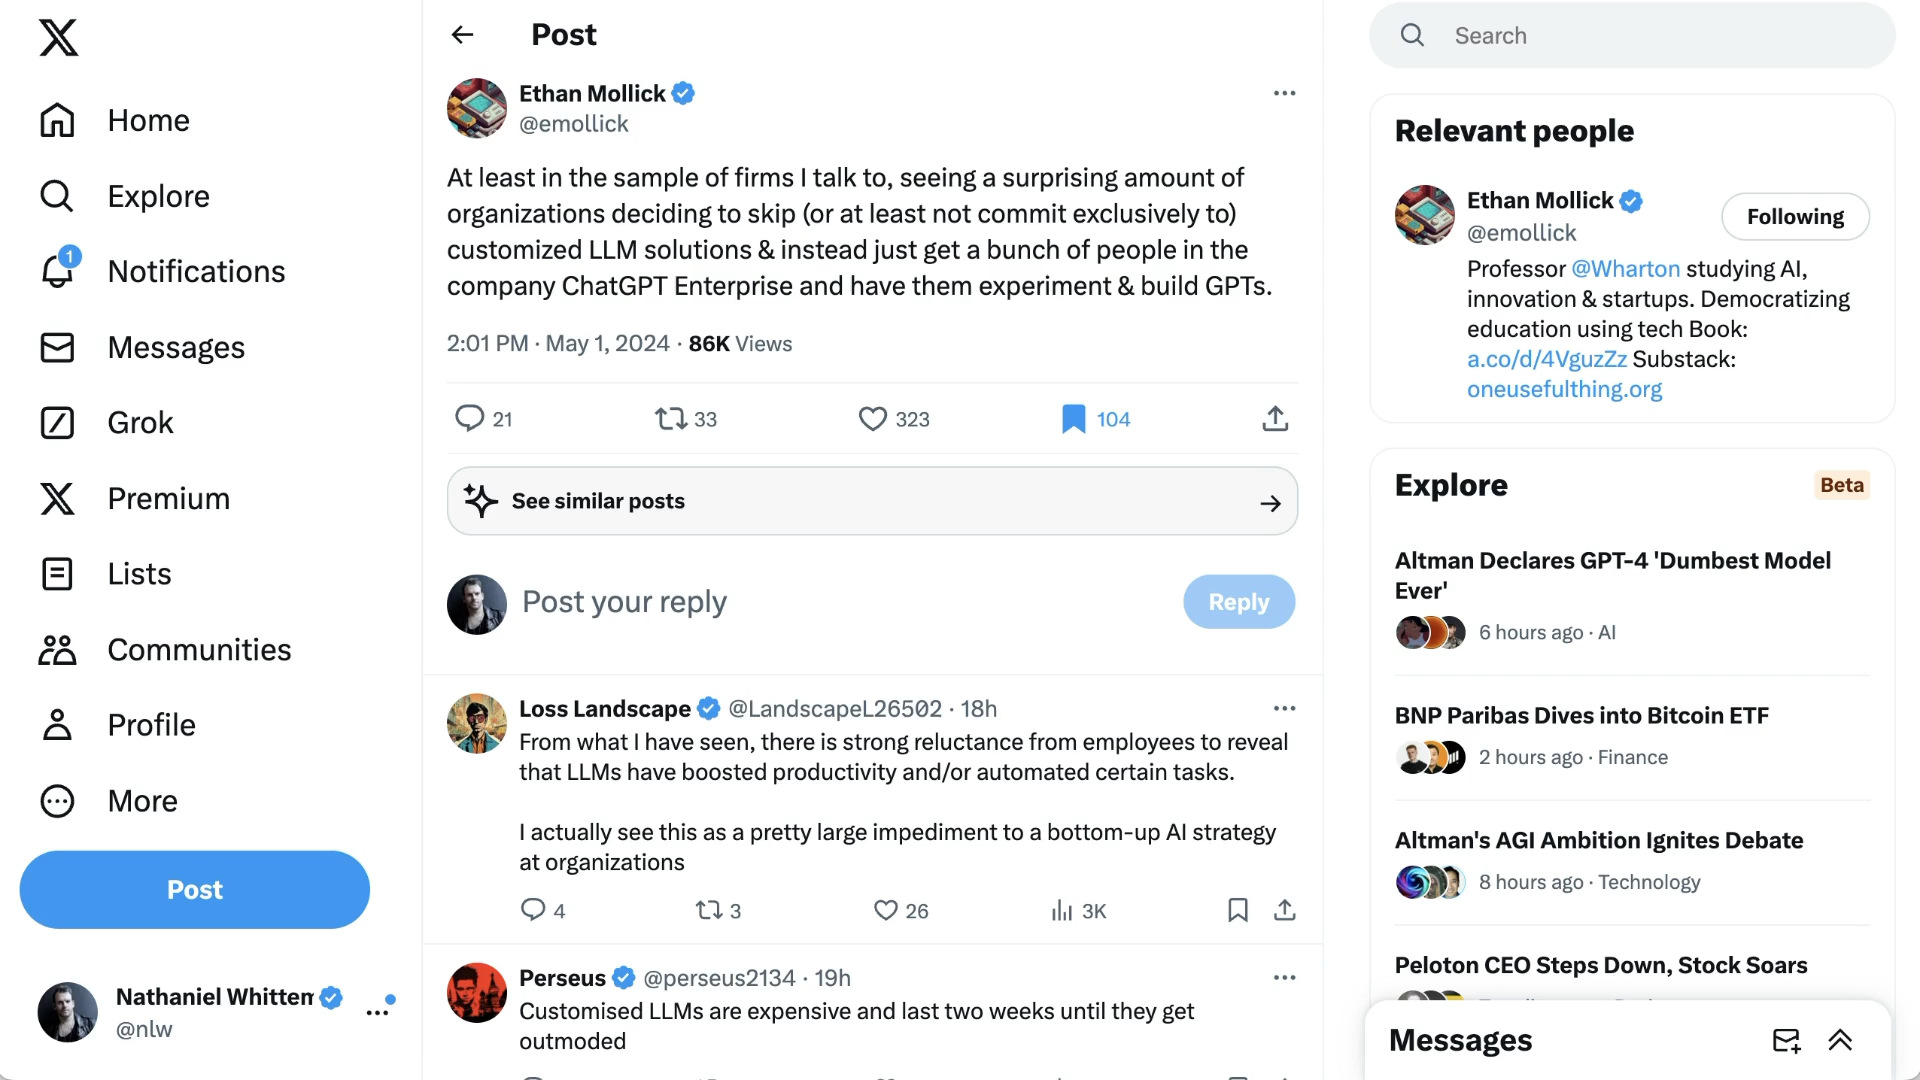 Home
Explore
1
Notifications
Messages
Grok
Premium
Lists
Communities
Profile
More
Post
Nathaniel Whittem
@nlw
Post
Ethan Mollick
@emollick
At least in the sample of firms I talk to, seeing a surprising amount of
organizations deciding to skip (or at least not commit exclusively to)
customized LLM solutions & instead just get a bunch of people in the
company ChatGPT Enterprise and have them experiment & build GPTs.
2:01 PM · May 1, 2024 · 86K Views
21 33 323 104
See similar posts
Post your reply
Reply
Loss Landscape @LandscapeL26502 · 18h
From what I have seen, there is strong reluctance from employees to reveal
that LLMs have boosted productivity and/or automated certain tasks.
I actually see this as a pretty large impediment to a bottom-up AI strategy
at organizations
4 3 26 3K
Perseus @perseus2134 · 19h
Customised LLMs are expensive and last two weeks until they get
outmoded
Search
Relevant people
Ethan Mollick
@emollick
Following
Professor @Wharton studying AI,
innovation & startups. Democratizing
education using tech Book:
a.co/d/4VguzZz Substack:
oneusefulthing.org
Explore
Beta
Altman Declares GPT-4 'Dumbest Model
Ever'
6 hours ago · AI
BNP Paribas Dives into Bitcoin ETF
2 hours ago · Finance
Altman's AGI Ambition Ignites Debate
8 hours ago · Technology
Peloton CEO Steps Down, Stock Soars
Messages